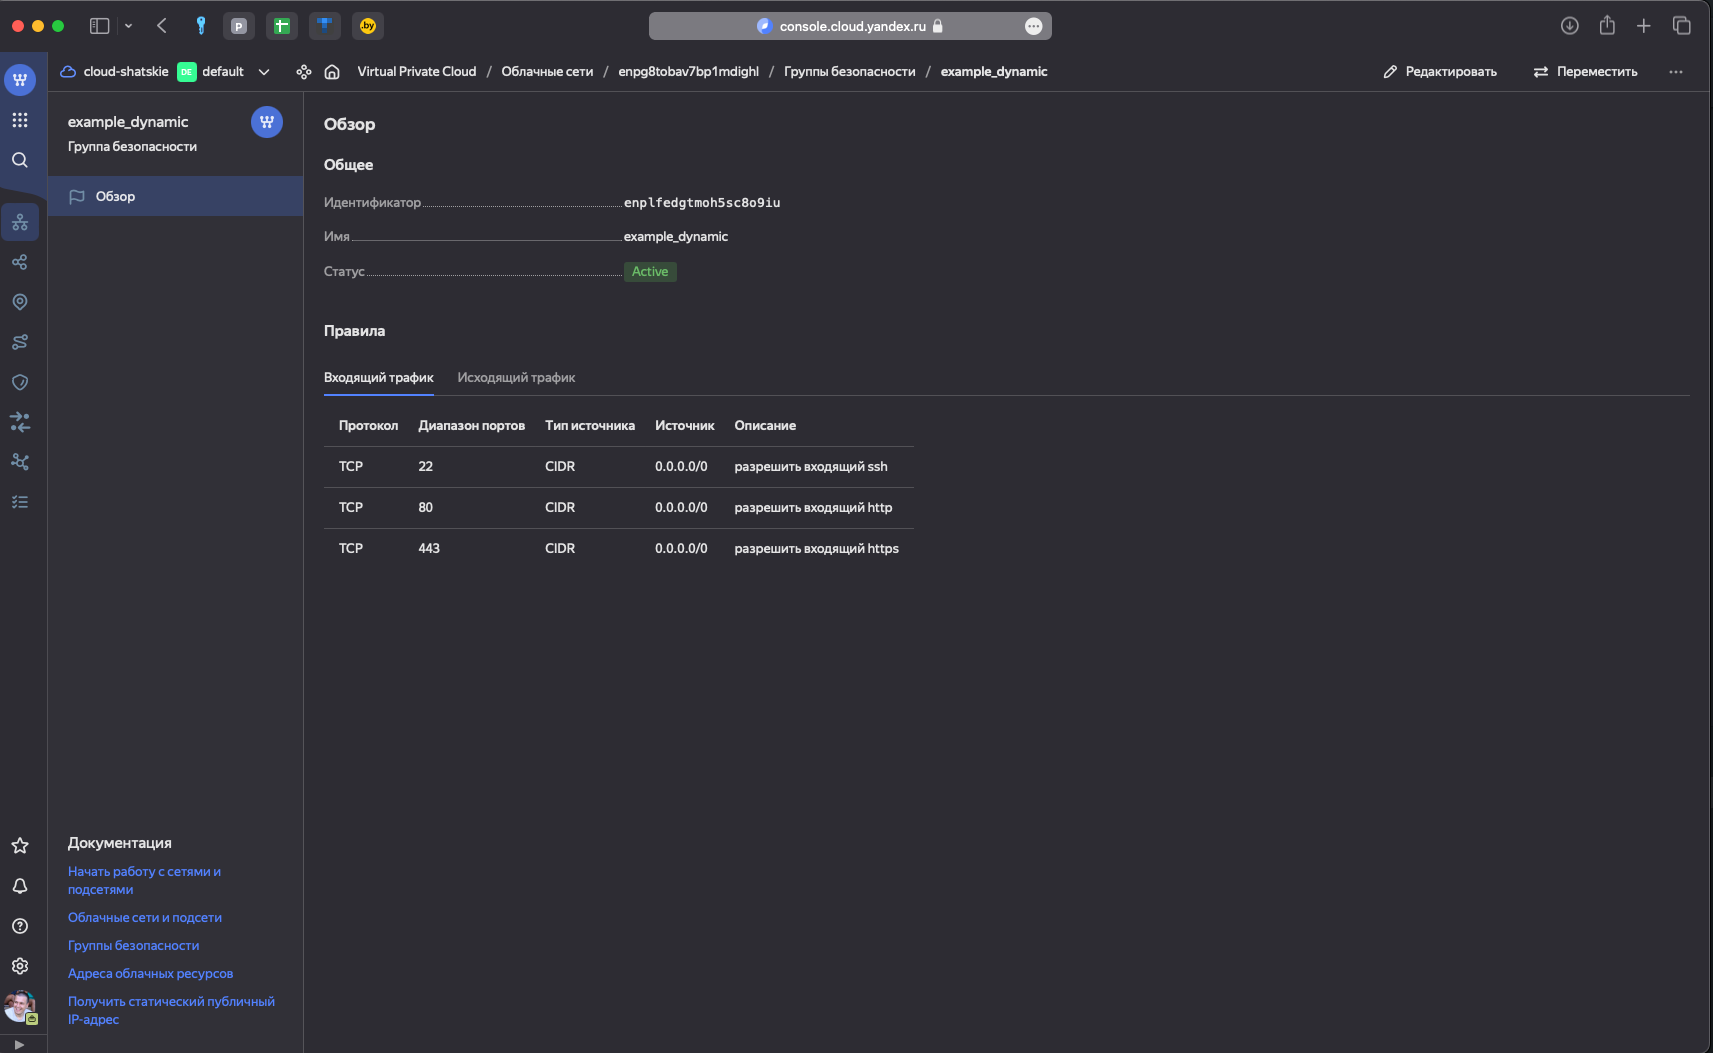 P
.by
console.cloud.yandex.ru
cloud-shatskie DE default
Virtual Private Cloud / Облачные сети / enpg8tobav7bp1mdighl / Группы безопасности / example_dynamic
Редактировать
Переместить
example_dynamic
Группа безопасности
Обзор
Обзор
Общее
Идентификатор enplfedgtmoh5sc8o9iu
Имя example_dynamic
Статус Active
Правила
Входящий трафик Исходящий трафик
Протокол Диапазон портов Тип источника Источник Описание
TCP 22 CIDR 0.0.0.0/0 разрешить входящий ssh
TCP 80 CIDR 0.0.0.0/0 разрешить входящий http
TCP 443 CIDR 0.0.0.0/0 разрешить входящий https
Документация
Начать работу с сетями и
подсетями
Облачные сети и подсети
Группы безопасности
Адреса облачных ресурсов
Получить статический публичный
IP-адрес